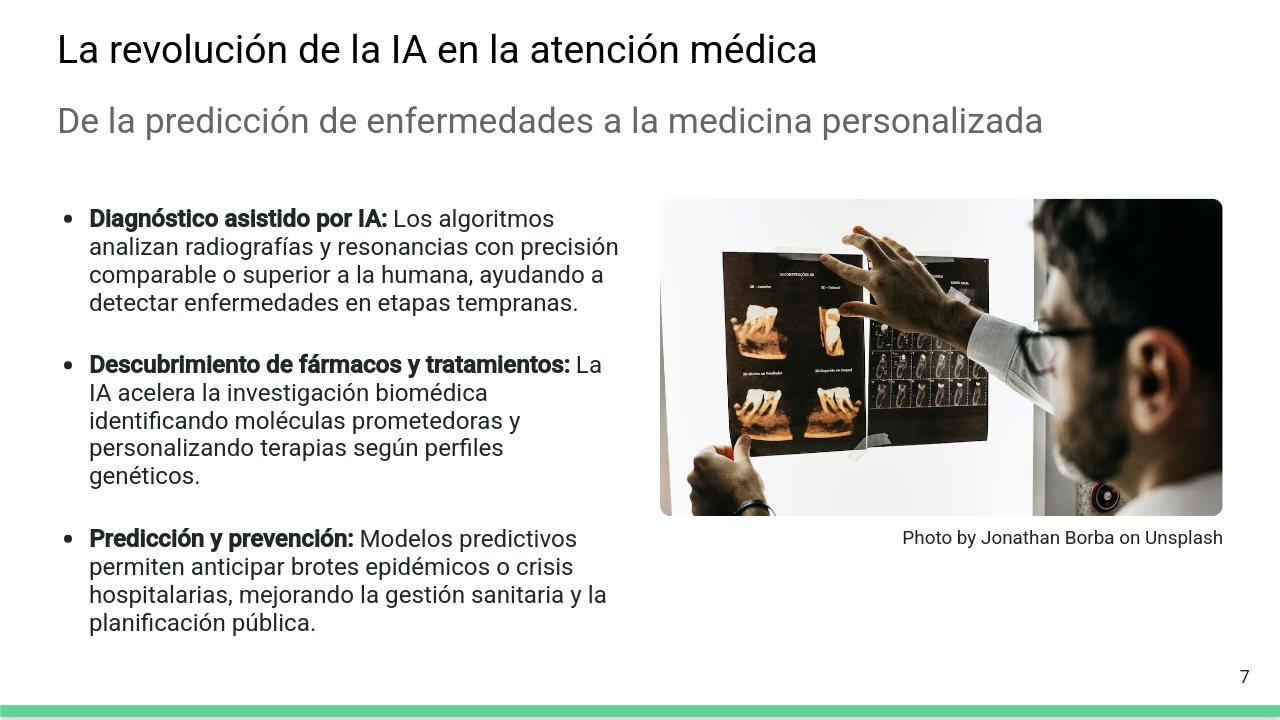 La revolución de la IA en la atención médica
De la predicción de enfermedades a la medicina personalizada
Diagnóstico asistido por IA: Los algoritmos
analizan radiografías y resonancias con precisión
comparable o superior a la humana, ayudando a
detectar enfermedades en etapas tempranas.
Descubrimiento de fármacos y tratamientos: La
IA acelera la investigación biomédica
identificando moléculas prometedoras y
personalizando terapias según perfiles
genéticos.
Predicción y prevención: Modelos predictivos
permiten anticipar brotes epidémicos o crisis
hospitalarias, mejorando la gestión sanitaria y la
planificación pública.
Photo by Jonathan Borba on Unsplash
7